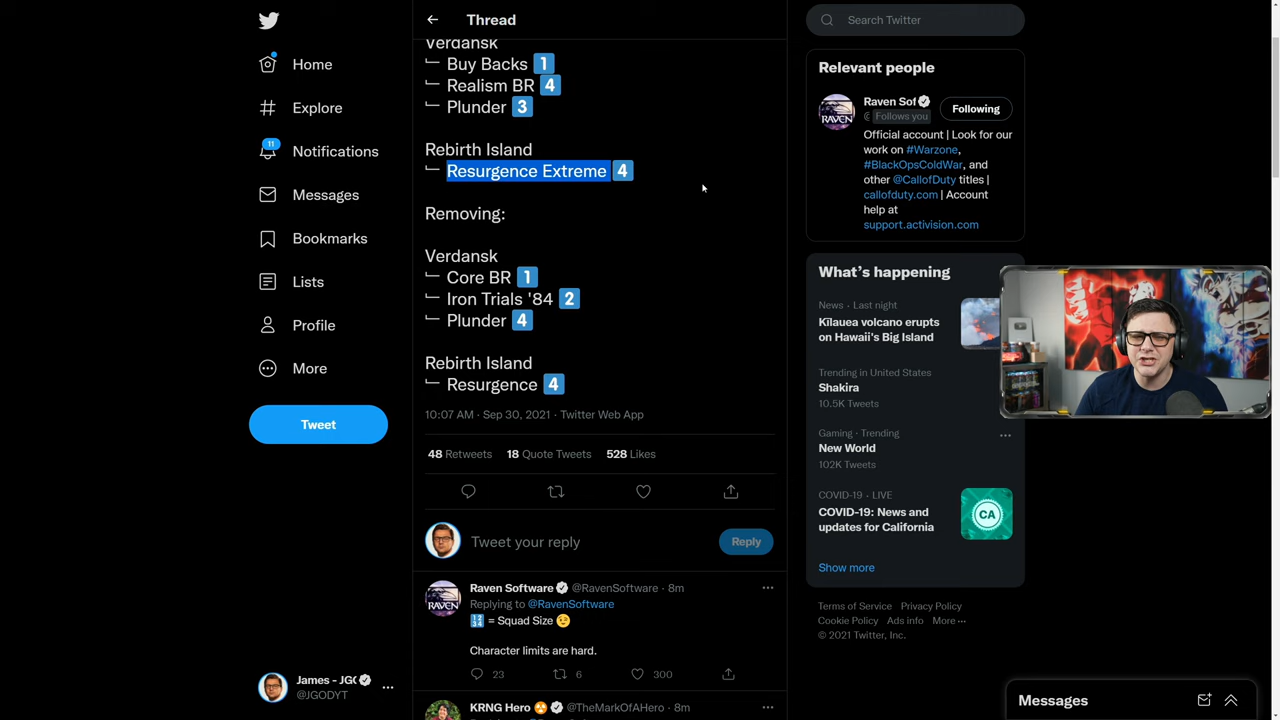 Thread
Search Twitter
Home
Explore
11
Notifications
Messages
Bookmarks
Lists
Profile
More
Tweet
James - JGO
@JGODYT
Verdansk
Buy Backs 1
Realism BR 4
Plunder 3
Rebirth Island
Resurgence Extreme 4
Removing:
Verdansk
Core BR 1
Iron Trials '84 2
Plunder 4
Rebirth Island
Resurgence 4
10:07 AM · Sep 30, 2021 · Twitter Web App
48 Retweets 18 Quote Tweets 528 Likes
Tweet your reply
Reply
RAVEN
Raven Software @RavenSoftware · 8m
Replying to @RavenSoftware
🔢 = Squad Size 😉
Character limits are hard.
23 6 300
KRNG Hero ☢️ @TheMarkOfAHero · 8m
Relevant people
RAVEN
Raven Sof
Follows you
Following
Official account | Look for our
work on #Warzone,
#BlackOpsColdWar, and
other @CallofDuty titles |
callofduty.com | Account
help at
support.activision.com
What's happening
News · Last night
Kīlauea volcano erupts
on Hawaii's Big Island
Trending in United States
Shakira
10.5K Tweets
Gaming · Trending
New World
102K Tweets
COVID-19 · LIVE
COVID-19: News and
updates for California
CA
Show more
Terms of Service Privacy Policy
Cookie Policy Ads info More ···
© 2021 Twitter, Inc.
Messages